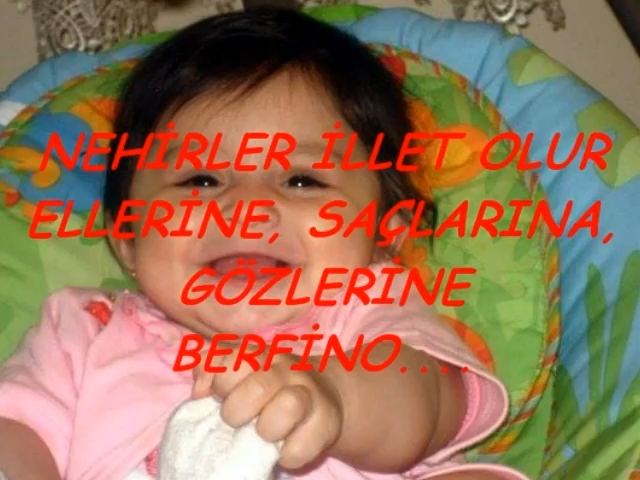 NEHİRLER İLLET OLUR
ELLERİNE, SAÇLARINA,
GÖZLERİNE
BERFİNO....